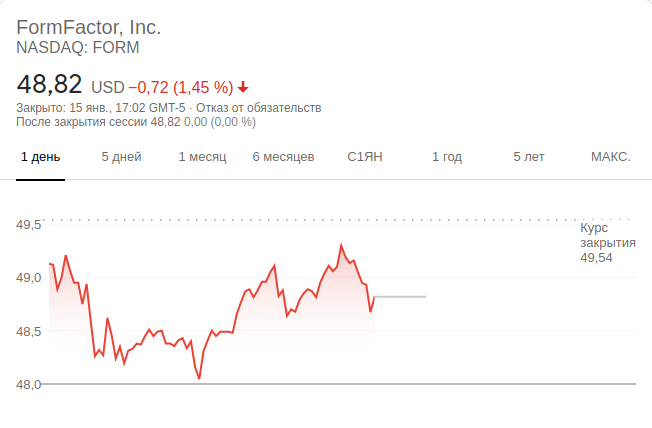 FormFactor, Inc.
NASDAQ: FORM
48,82 USD −0,72 (1,45 %)
Закрыто: 15 янв., 17:02 GMT-5 · Отказ от обязательств
После закрытия сессии 48,82 0,00 (0,00 %)
1 день 5 дней 1 месяц 6 месяцев С1ЯН 1 год 5 лет МАКС.
49,5
Курс
закрытия
49,54
49,0
48,5
48,0